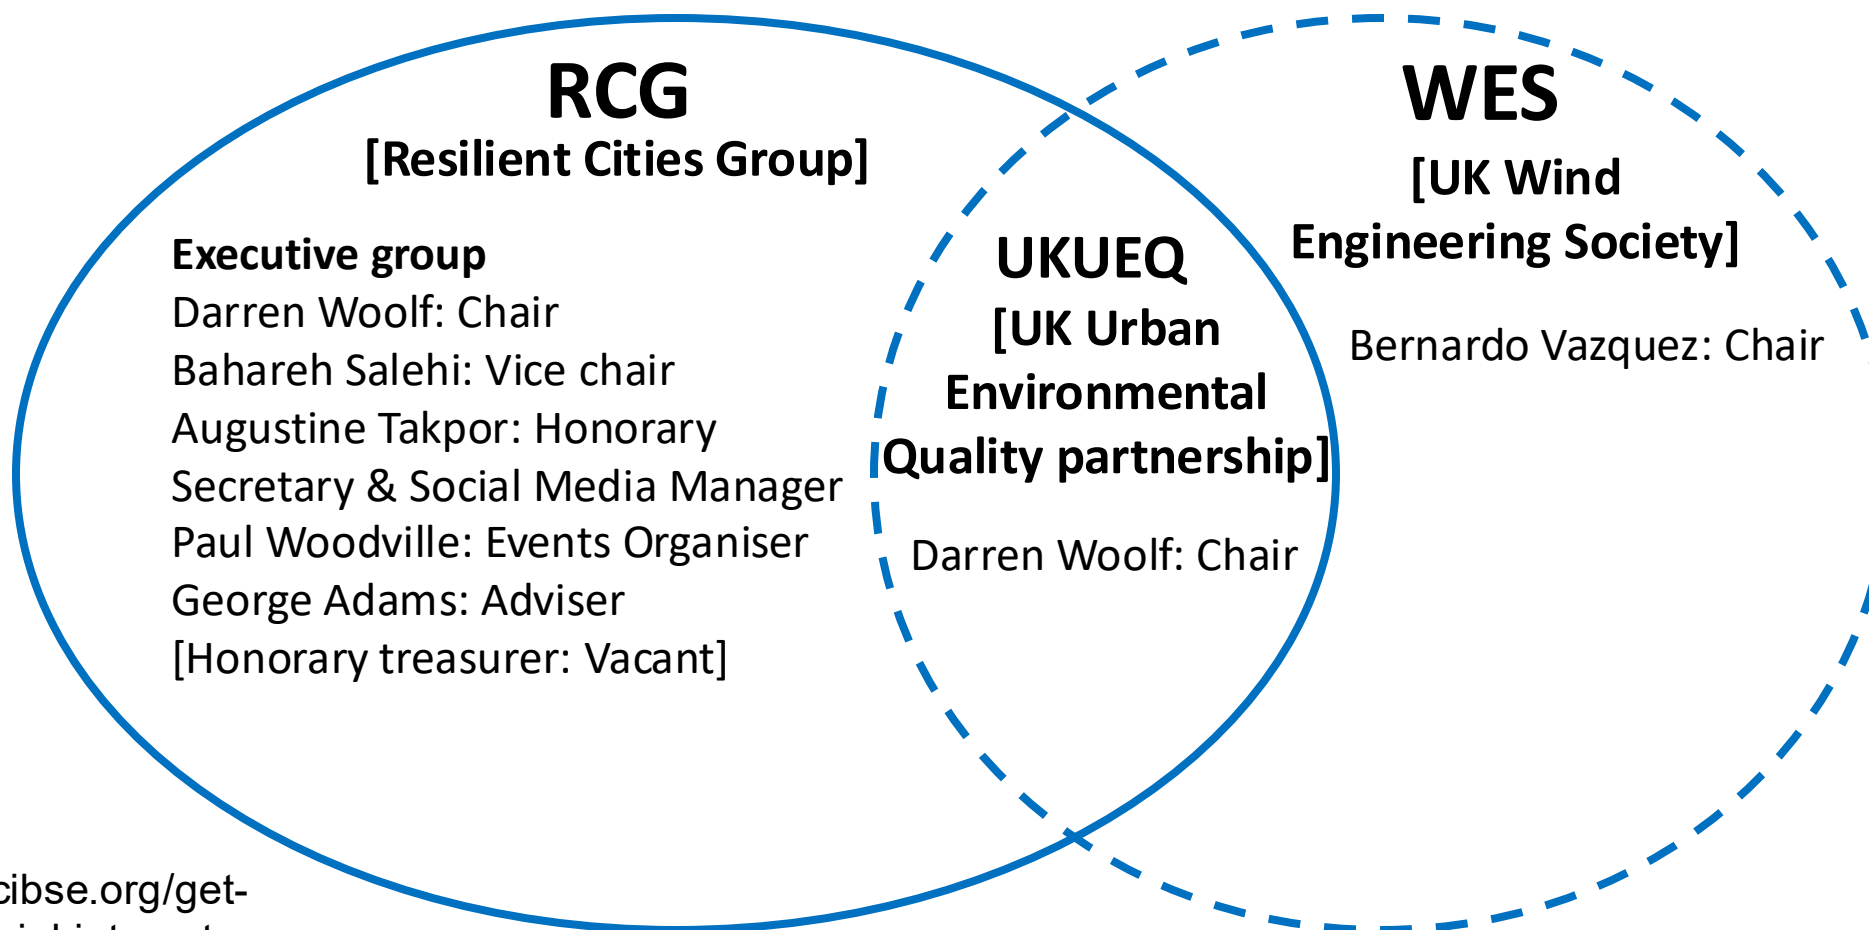 RCG
[Resilient Cities Group]
Executive group
Darren Woolf: Chair
Bahareh Salehi: Vice chair
Augustine Takpor: Honorary
Secretary & Social Media Manager
Paul Woodville: Events Organiser
George Adams: Adviser
[Honorary treasurer: Vacant]
UKUEQ
[UK Urban
Environmental
Quality partnership]
Darren Woolf: Chair
WES
[UK Wind
Engineering Society]
Bernardo Vazquez: Chair
cibse.org/get-